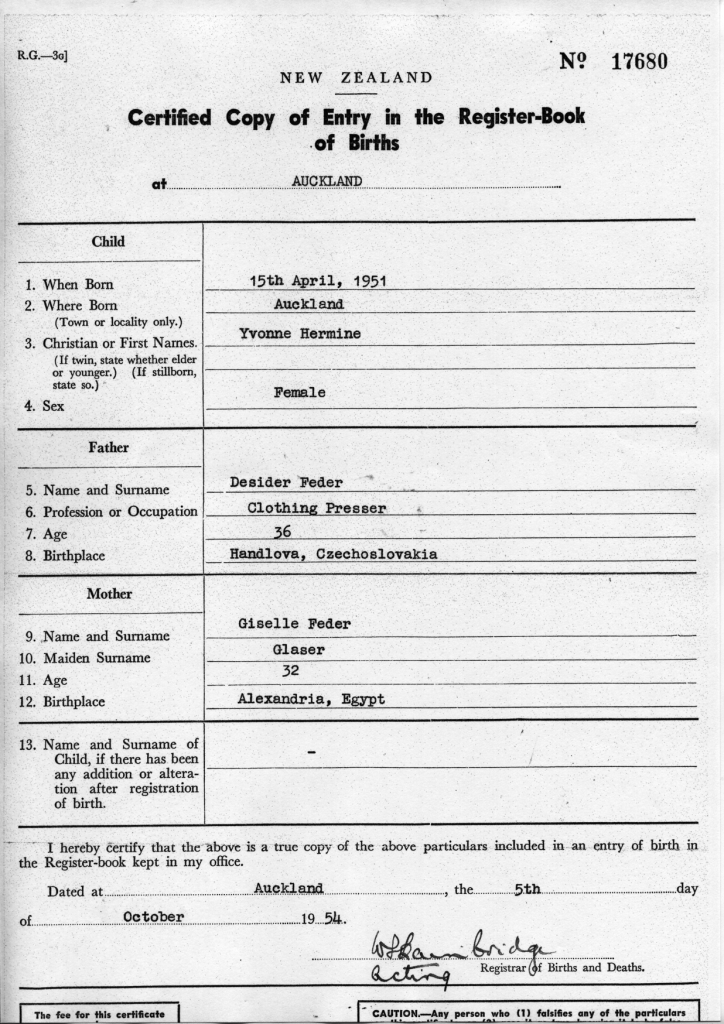 R.G.—3a]
Nº 17680
NEW ZEALAND
Certified Copy of Entry in the Register-Book
of Births
at AUCKLAND
Child
1. When Born 15th April, 1951
2. Where Born Auckland
(Town or locality only.)
3. Christian or First Names. Yvonne Hermine
(If twin, state whether elder
or younger.) (If stillborn,
state so.)
4. Sex Female
Father
5. Name and Surname Desider Feder
6. Profession or Occupation Clothing Presser
7. Age 36
8. Birthplace Handlova, Czechoslovakia
Mother
9. Name and Surname Giselle Feder
10. Maiden Surname Glaser
11. Age 32
12. Birthplace Alexandria, Egypt
13. Name and Surname of -
Child, if there has been
any addition or altera-
tion after registration
of birth.
I hereby certify that the above is a true copy of the above particulars included in an entry of birth in
the Register-book kept in my office.
Dated at Auckland, the 5th day
of October 1954.
acting Registrar of Births and Deaths.
The fee for this certificate
CAUTION.—Any person who (1) falsifies any of the particulars